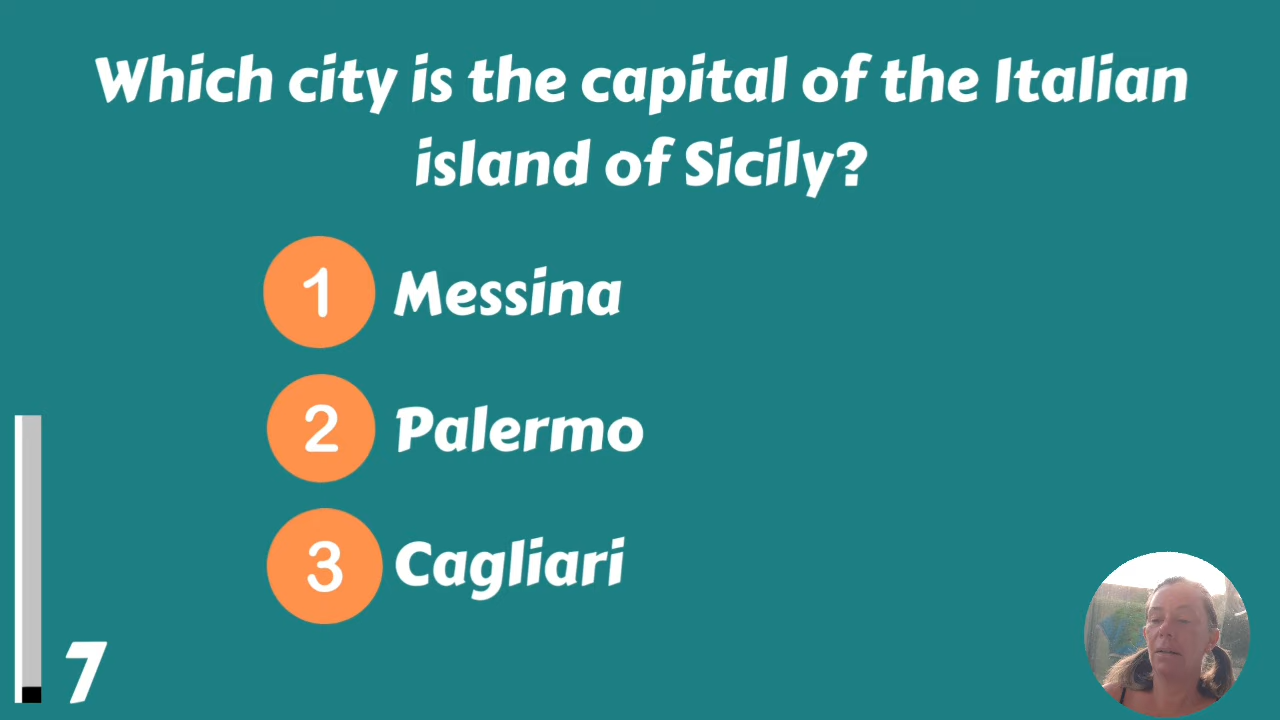 Which city is the capital of the Italian
island of Sicily?
1 Messina
2 Palermo
3 Cagliari
7